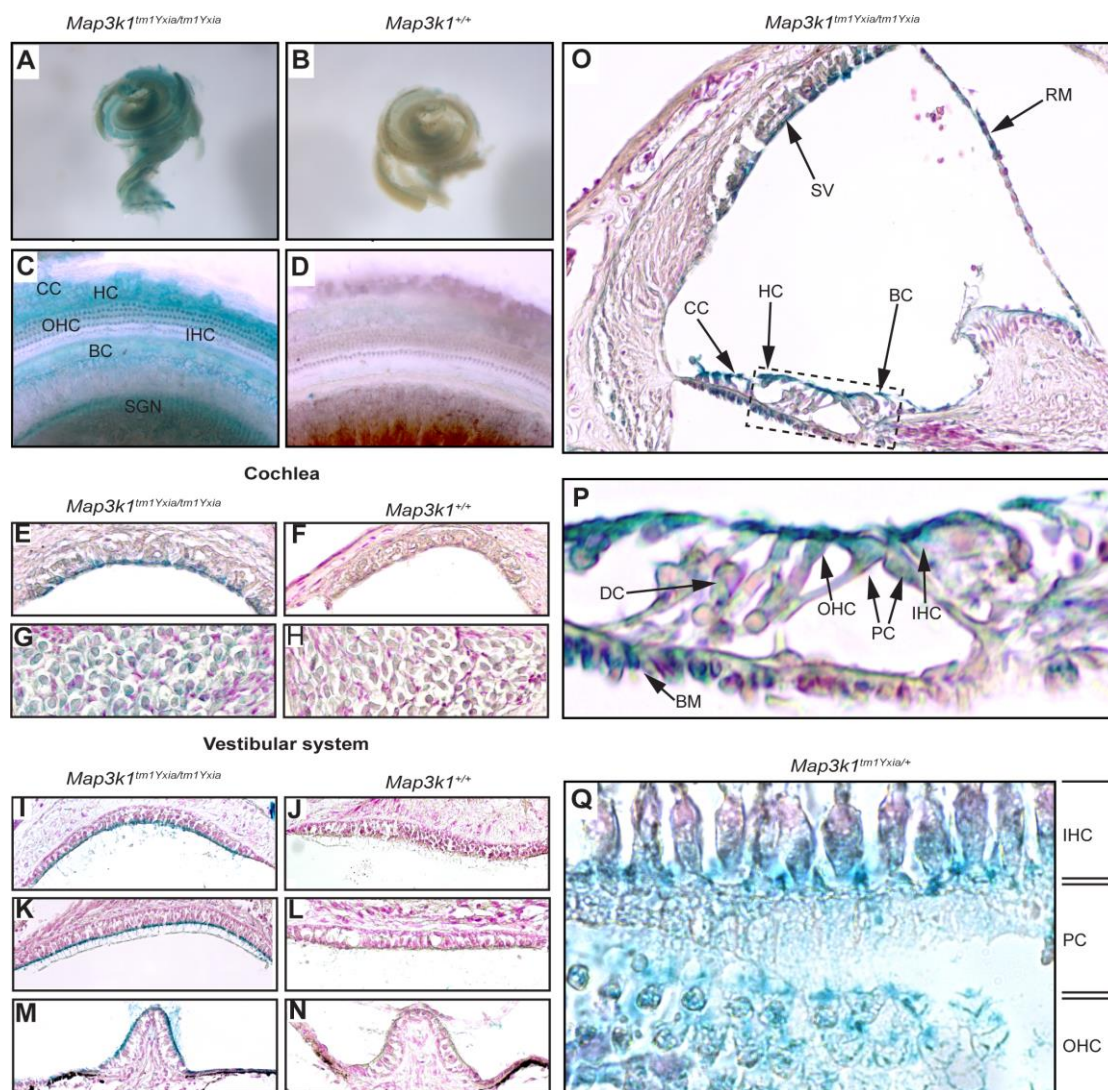 Map3k1tm1Yxia/tm1Yxia
Map3k1+/+
Map3k1tm1Yxia/tm1Yxia
A
B
O
RM
SV
C
D
CC
HC
OHC
IHC
BC
SGN
CC
HC
BC
Cochlea
Map3k1tm1Yxia/tm1Yxia
Map3k1+/+
E
F
G
H
P
DC
OHC
PC
IHC
BM
Vestibular system
Map3k1tm1Yxia/tm1Yxia
Map3k1+/+
Map3k1tm1Yxia/+
I
J
K
L
M
N
Q
IHC
PC
OHC